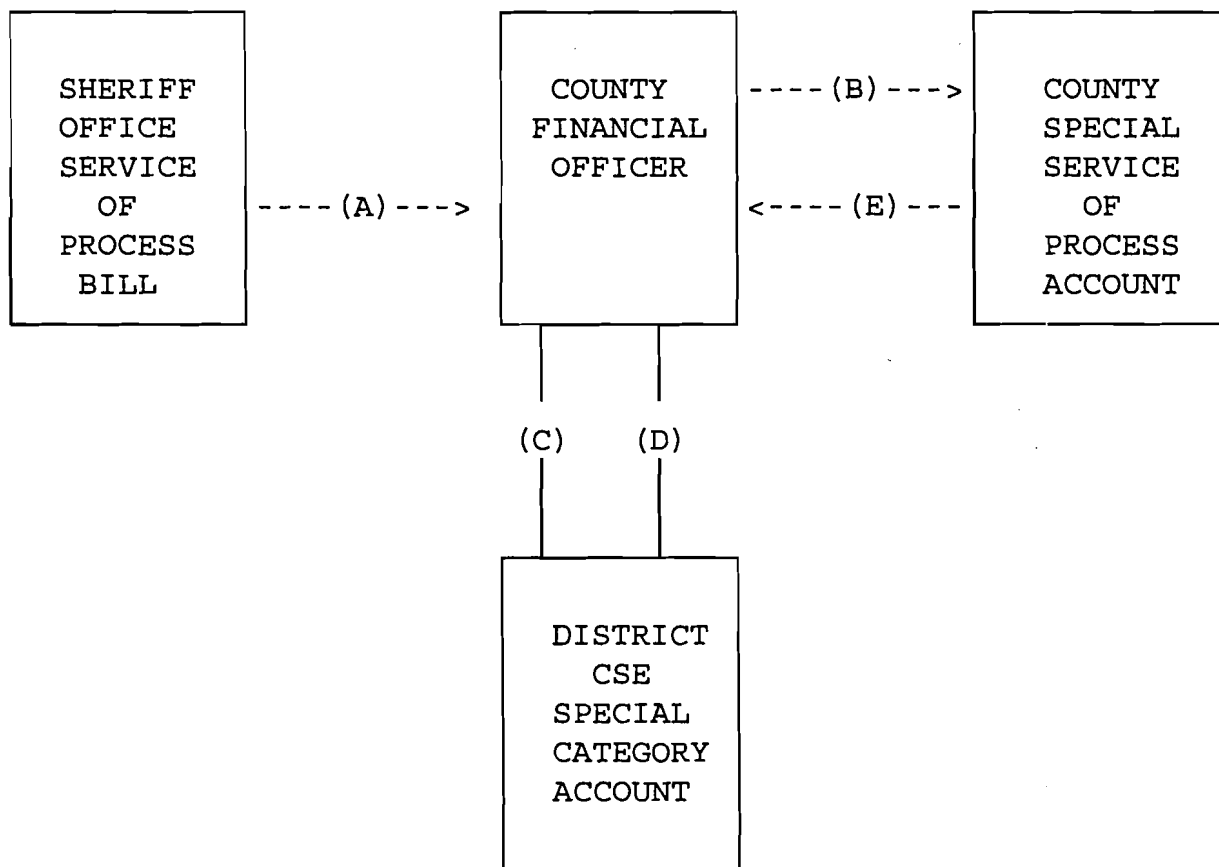 SHERIFF
OFFICE
SERVICE
OF
PROCESS
BILL
----(A)--->
COUNTY
FINANCIAL
OFFICER
----(B)--->
<----(E)---
COUNTY
SPECIAL
SERVICE
OF
PROCESS
ACCOUNT
(C)
(D)
DISTRICT
CSE
SPECIAL
CATEGORY
ACCOUNT